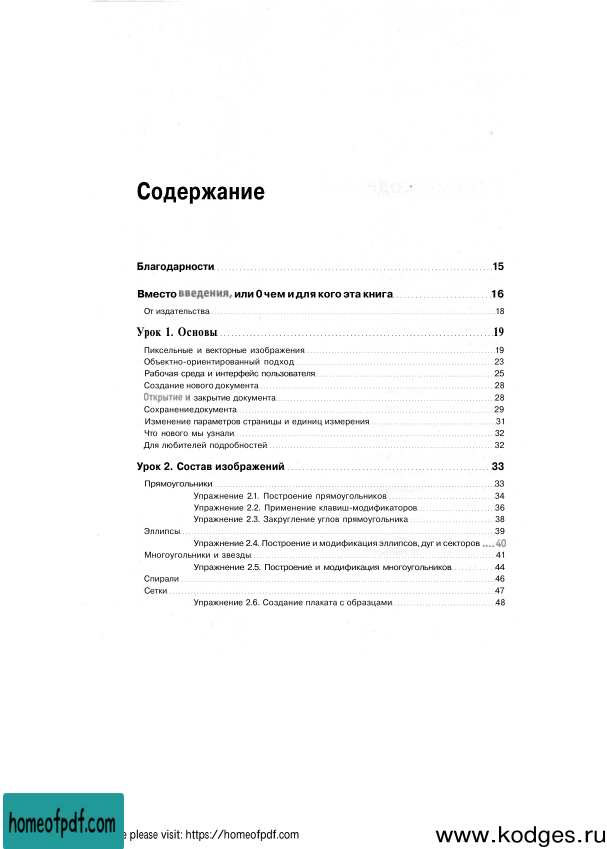 Содержание
Благодарности 15
Вместо введения, или О чем и для кого эта книга 16
От издательства 18
Урок 1. Основы 19
Пиксельные и векторные изображения 19
Объектно-ориентированный подход 23
Рабочая среда и интерфейс пользователя 25
Создание нового документа 28
Открытие и закрытие документа 28
Сохранениедокумента 29
Изменение параметров страницы и единиц измерения 31
Что нового мы узнали 32
Для любителей подробностей 32
Урок 2. Состав изображений 33
Прямоугольники 33
Упражнение 2.1. Построение прямоугольников 34
Упражнение 2.2. Применение клавиш-модификаторов 36
Упражнение 2.3. Закругление углов прямоугольника 38
Эллипсы 39
Упражнение 2.4. Построение и модификация эллипсов, дуг и секторов .... 40
Многоугольники и звезды 41
Упражнение 2.5. Построение и модификация многоугольников 44
Спирали 46
Сетки 47
Упражнение 2.6. Создание плаката с образцами 48
homeofpdf.com
e please visit: https://homeofpdf.com
www.kodges.ru